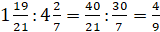 1 19/21 : 4 2/7 = 40/21 : 30/7 = 4/9